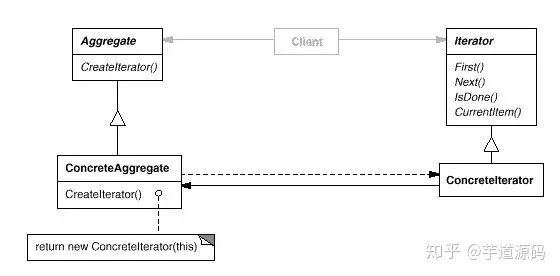 Aggregate
CreateIterator()
Client
Iterator
First()
Next()
IsDone()
CurrentItem()
ConcreteAggregate
CreateIterator()
ConcreteIterator
return new ConcreteIterator(this)
知乎 @芋道源码